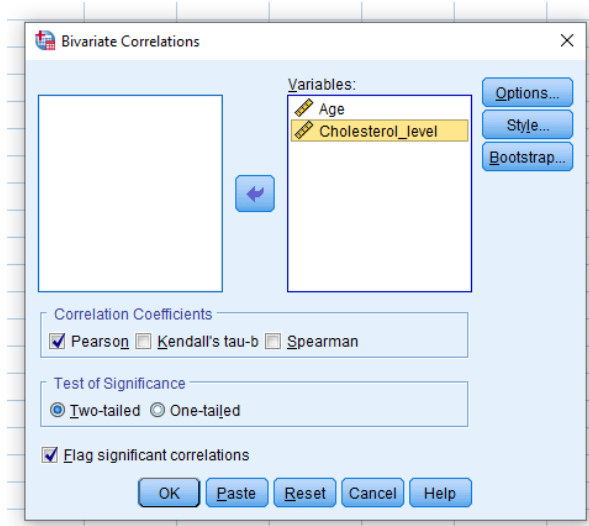 Bivariate Correlations
Variables:
Age
Cholesterol_level
Options...
Style...
Bootstrap...
Correlation Coefficients
Pearson Kendall's tau-b Spearman
Test of Significance
Two-tailed One-tailed
Flag significant correlations
OK Paste Reset Cancel Help